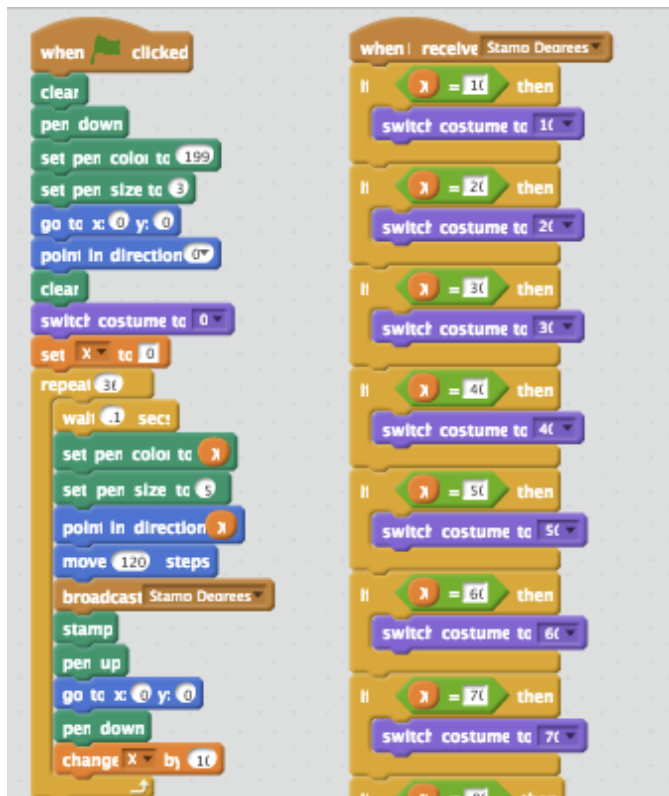 when clicked
clear
pen down
set pen color to 199
set pen size to 3
go to x: 0 y: 0
point in direction 0
clear
switch costume to 0
set X to 0
repeat
wait .1 secs
set pen color to X
set pen size to 5
point in direction X
move 120 steps
broadcast Stamp Degrees
stamp
pen up
go to x: 0 y: 0
pen down
change X by 10
when I receive Stamp Degrees
If X = 10 then
switch costume to 10
If X = 20 then
switch costume to 20
If X = 30 then
switch costume to 30
If X = 40 then
switch costume to 40
If X = 50 then
switch costume to 50
If X = 60 then
switch costume to 60
If X = 70 then
switch costume to 70